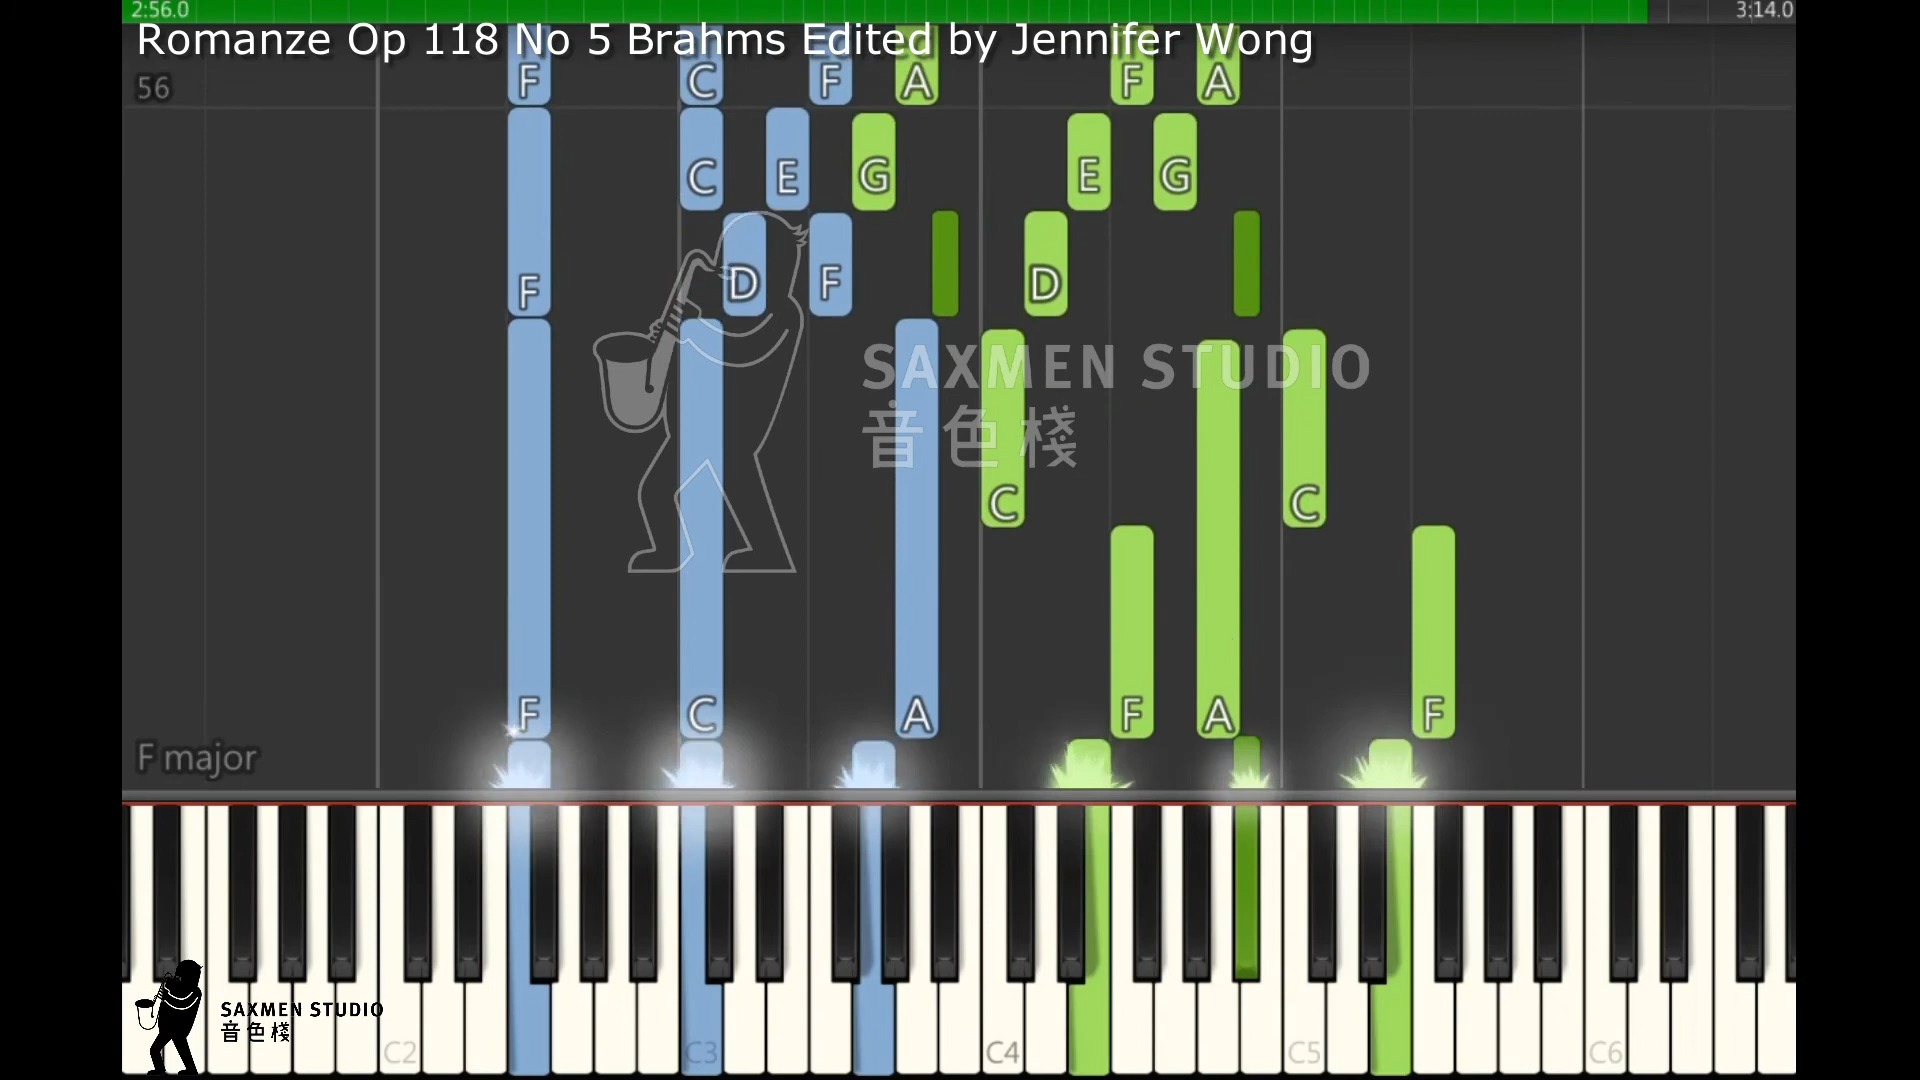 2:56.0 3:14.0
Romanze Op 118 No 5 Brahms Edited by Jennifer Wong
F C F A F A
56
C E G E G
F D F D
SAXMEN STUDIO
音色棧
C C
F C A F A F
F major
SAXMEN STUDIO
音色棧
C2 C3 C4 C5 C6